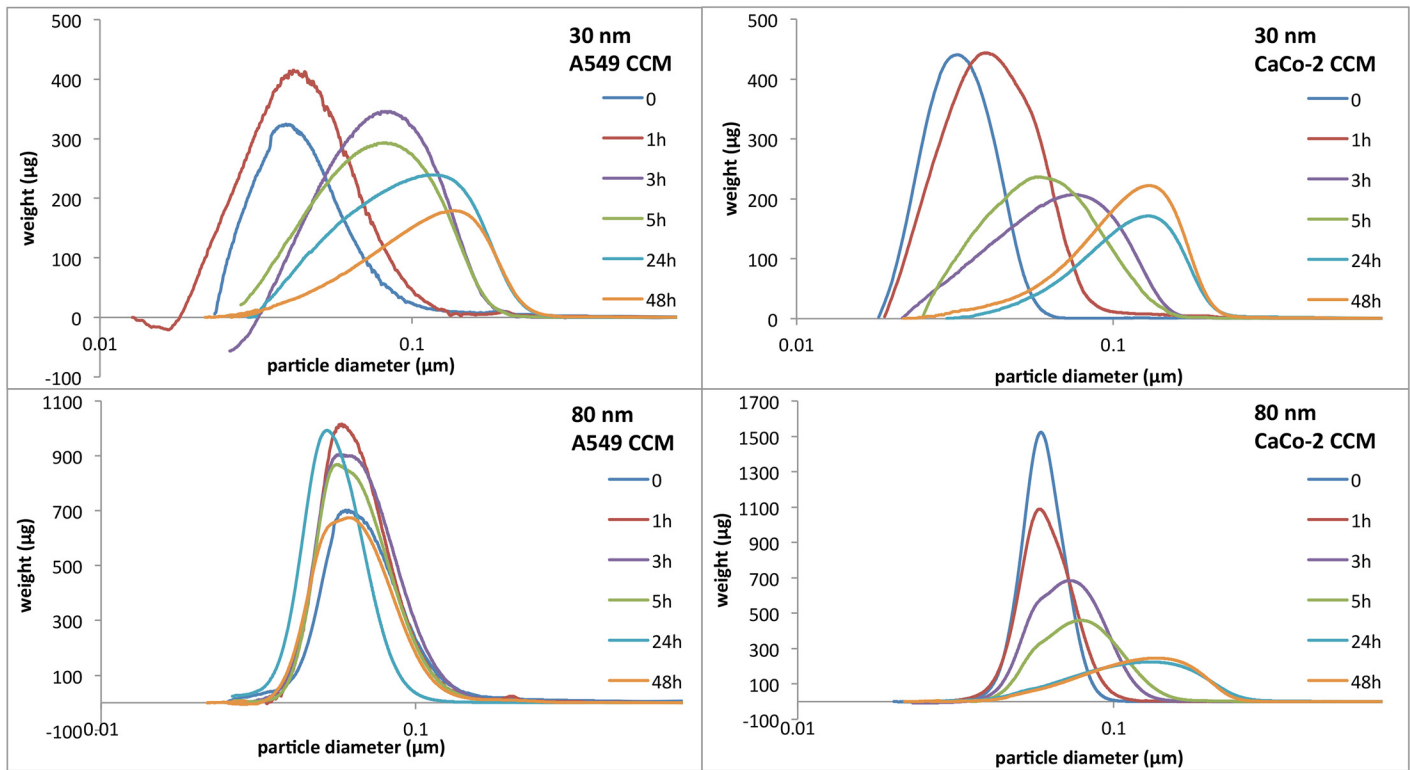 500
400
300
200
100
0
-100
weight (µg)
0.01
0.1
particle diameter (µm)
30 nm
A549 CCM
0
1h
3h
5h
24h
48h
500
400
300
200
100
0
weight (µg)
0.01
0.1
particle diameter (µm)
30 nm
CaCo-2 CCM
0
1h
3h
5h
24h
48h
1100
900
700
500
300
100
-100
weight (µg)
0.01
0.1
particle diameter (µm)
80 nm
A549 CCM
0
1h
3h
5h
24h
48h
1700
1500
1300
1100
900
700
500
300
100
-100
weight (µg)
0.01
0.1
particle diameter (µm)
80 nm
CaCo-2 CCM
0
1h
3h
5h
24h
48h